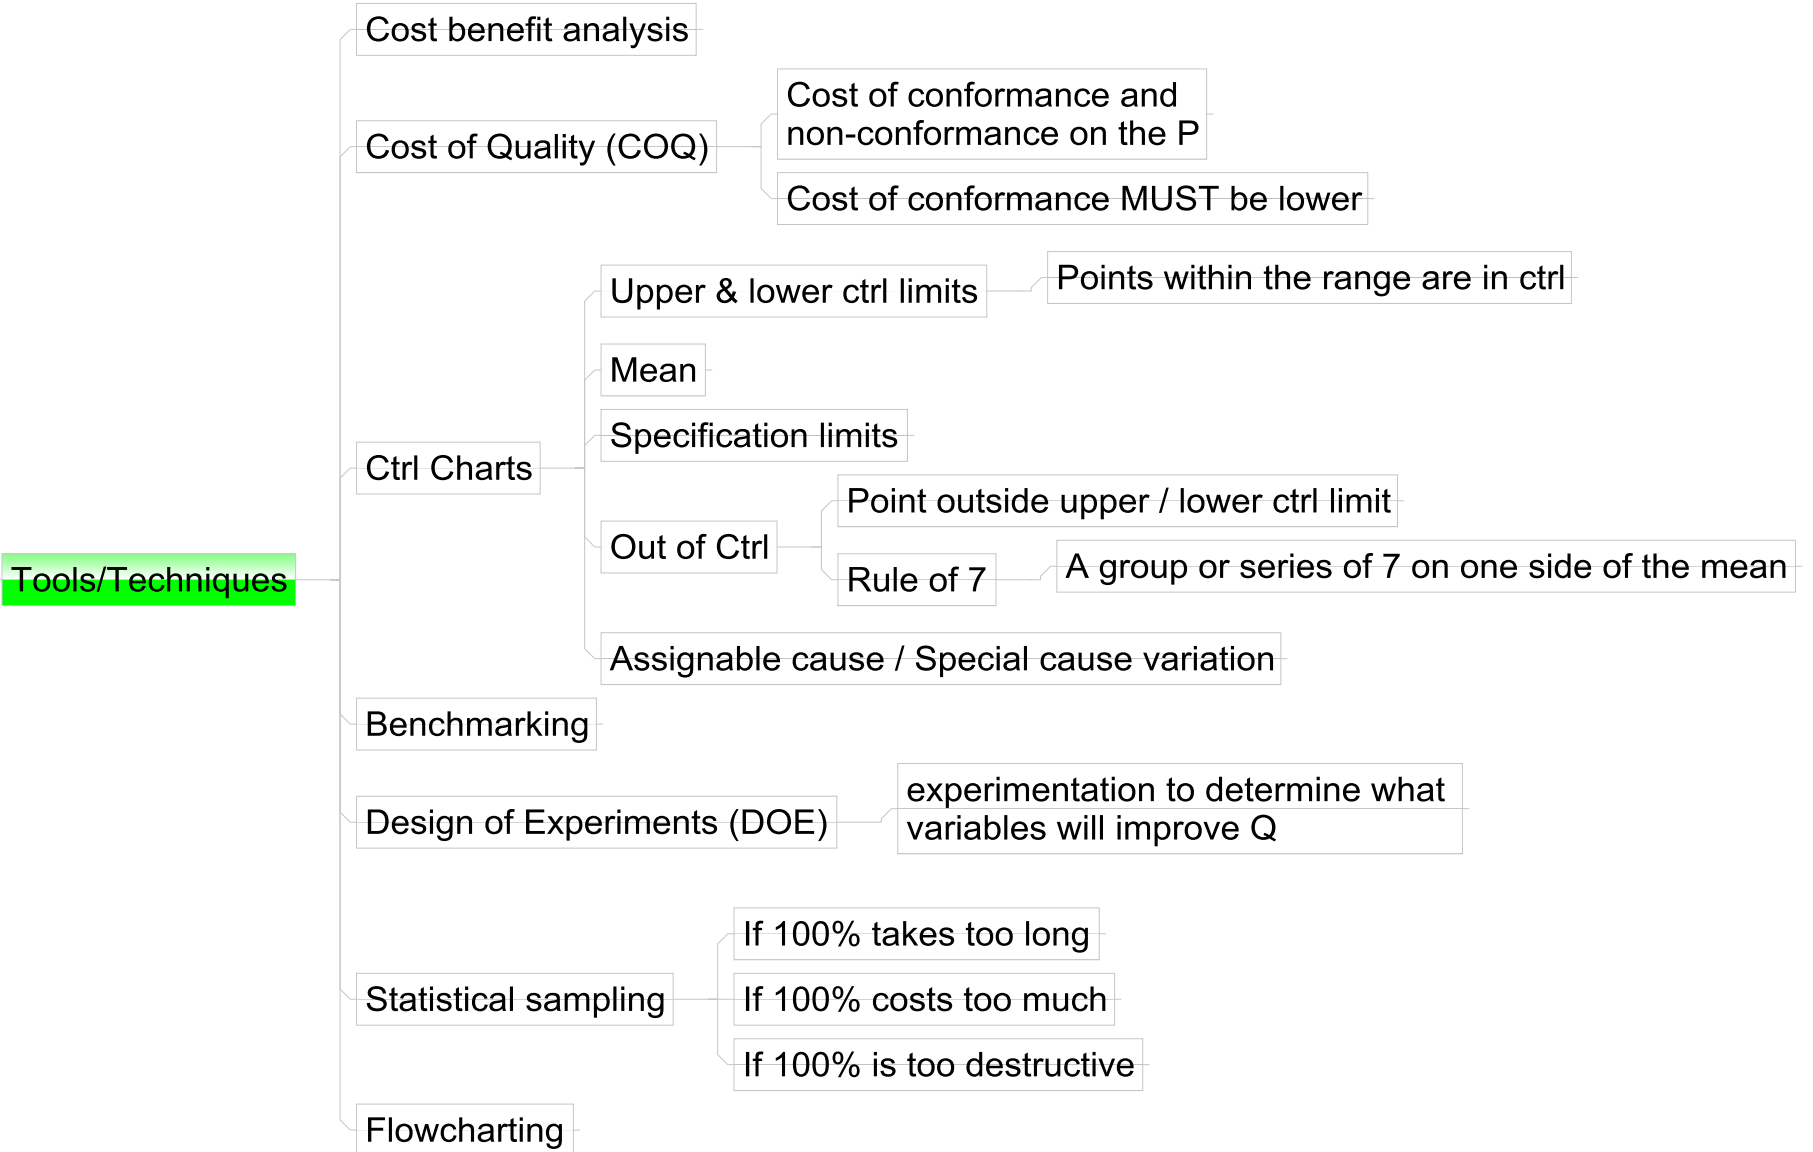 Cost benefit analysis
Cost of conformance and
non-conformance on the P
Cost of Quality (COQ)
Cost of conformance MUST be lower
Upper & lower ctrl limits
Points within the range are in ctrl
Mean
Specification limits
Ctrl Charts
Point outside upper / lower ctrl limit
Out of Ctrl
Rule of 7
A group or series of 7 on one side of the mean
Tools/Techniques
Assignable cause / Special cause variation
Benchmarking
Design of Experiments (DOE)
experimentation to determine what
variables will improve Q
If 100% takes too long
Statistical sampling
If 100% costs too much
If 100% is too destructive
Flowcharting